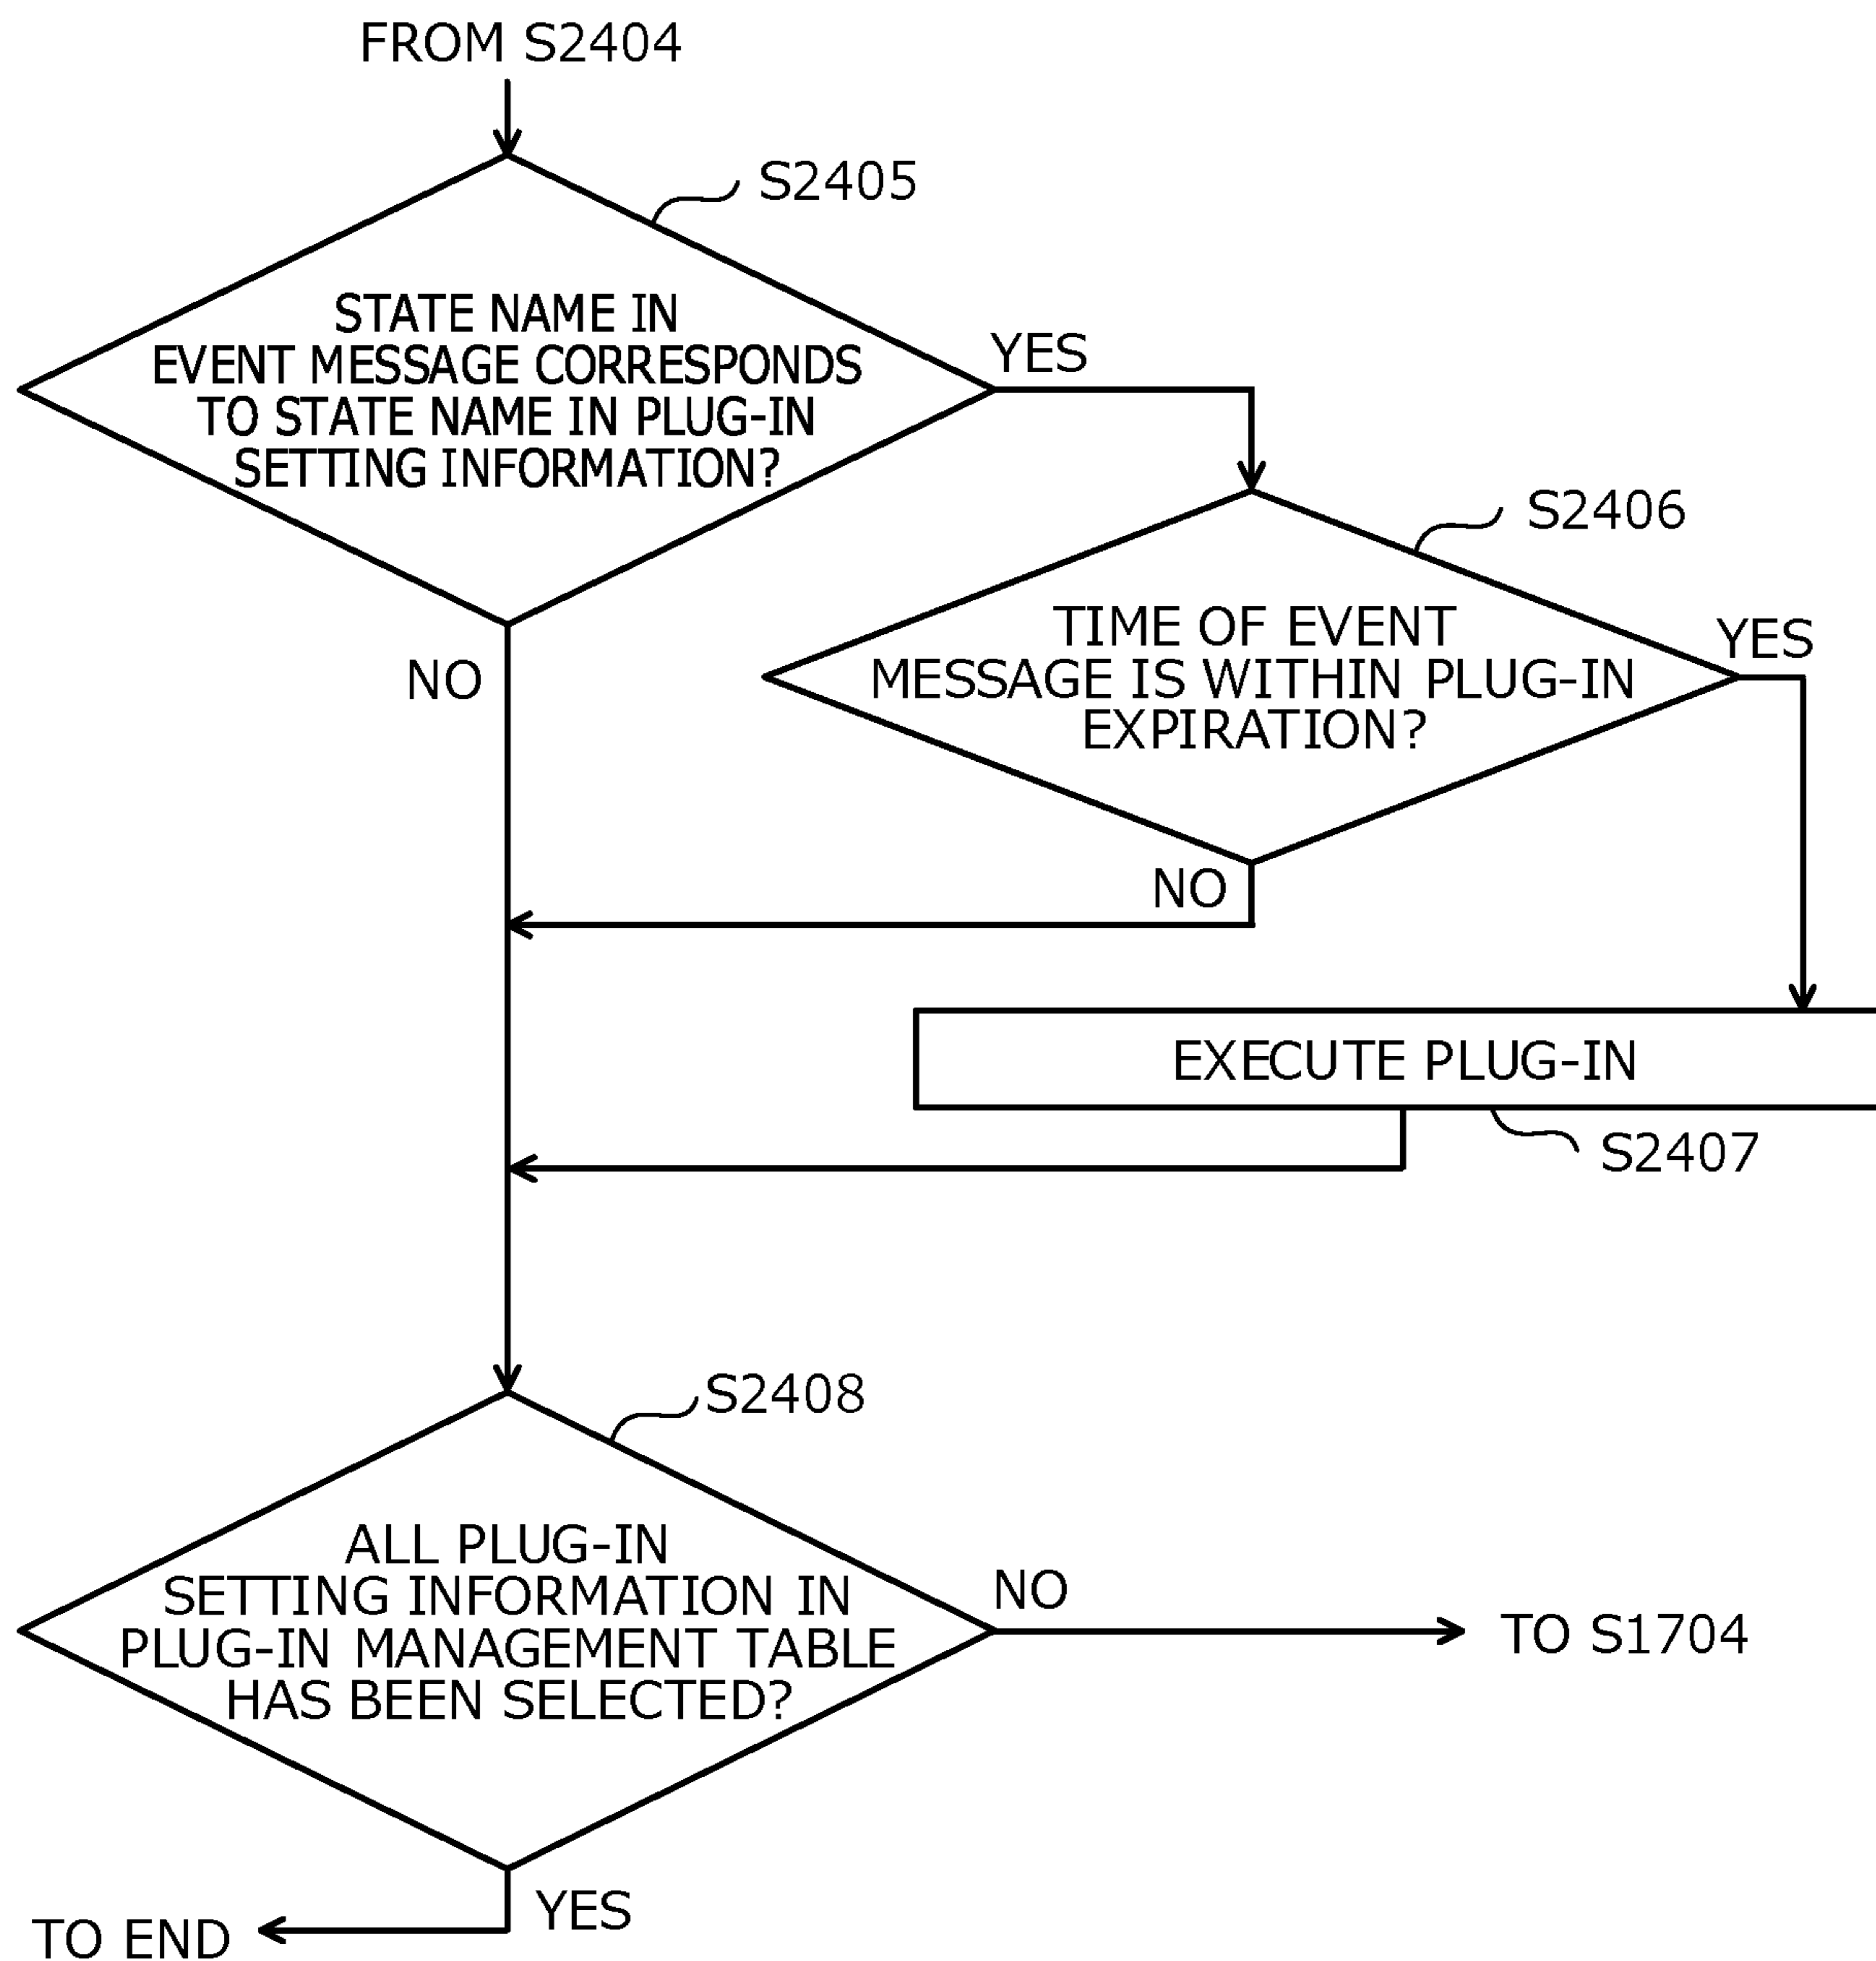 FROM S2404
S2405
STATE NAME IN
EVENT MESSAGE CORRESPONDS
TO STATE NAME IN PLUG-IN
SETTING INFORMATION?
YES
NO
S2406
TIME OF EVENT
MESSAGE IS WITHIN PLUG-IN
EXPIRATION?
YES
NO
EXECUTE PLUG-IN
S2407
S2408
ALL PLUG-IN
SETTING INFORMATION IN
PLUG-IN MANAGEMENT TABLE
HAS BEEN SELECTED?
NO
TO S1704
YES
TO END